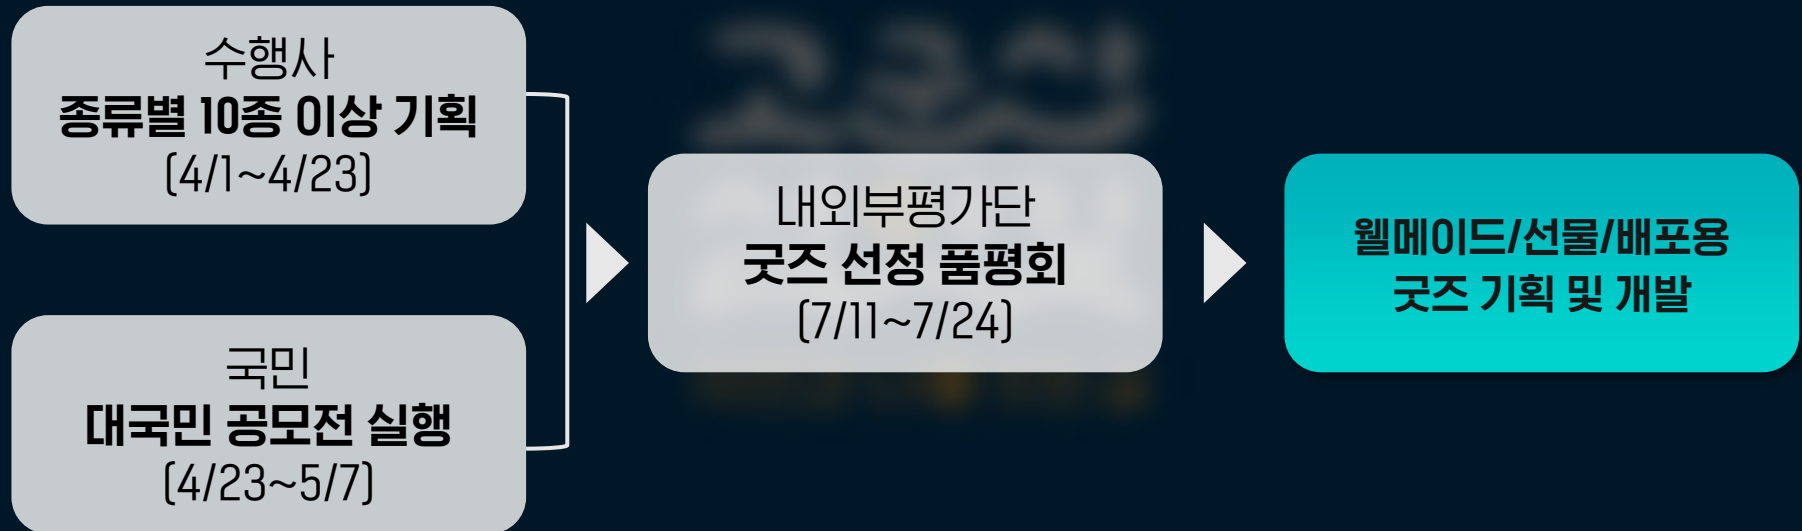 수행사
종류별 10종 이상 기획
(4/1~4/23)
국민
대국민 공모전 실행
(4/23~5/7)
내외부평가단
굿즈 선정 품평회
(7/11~7/24)
웰메이드/선물/배포용
굿즈 기획 및 개발